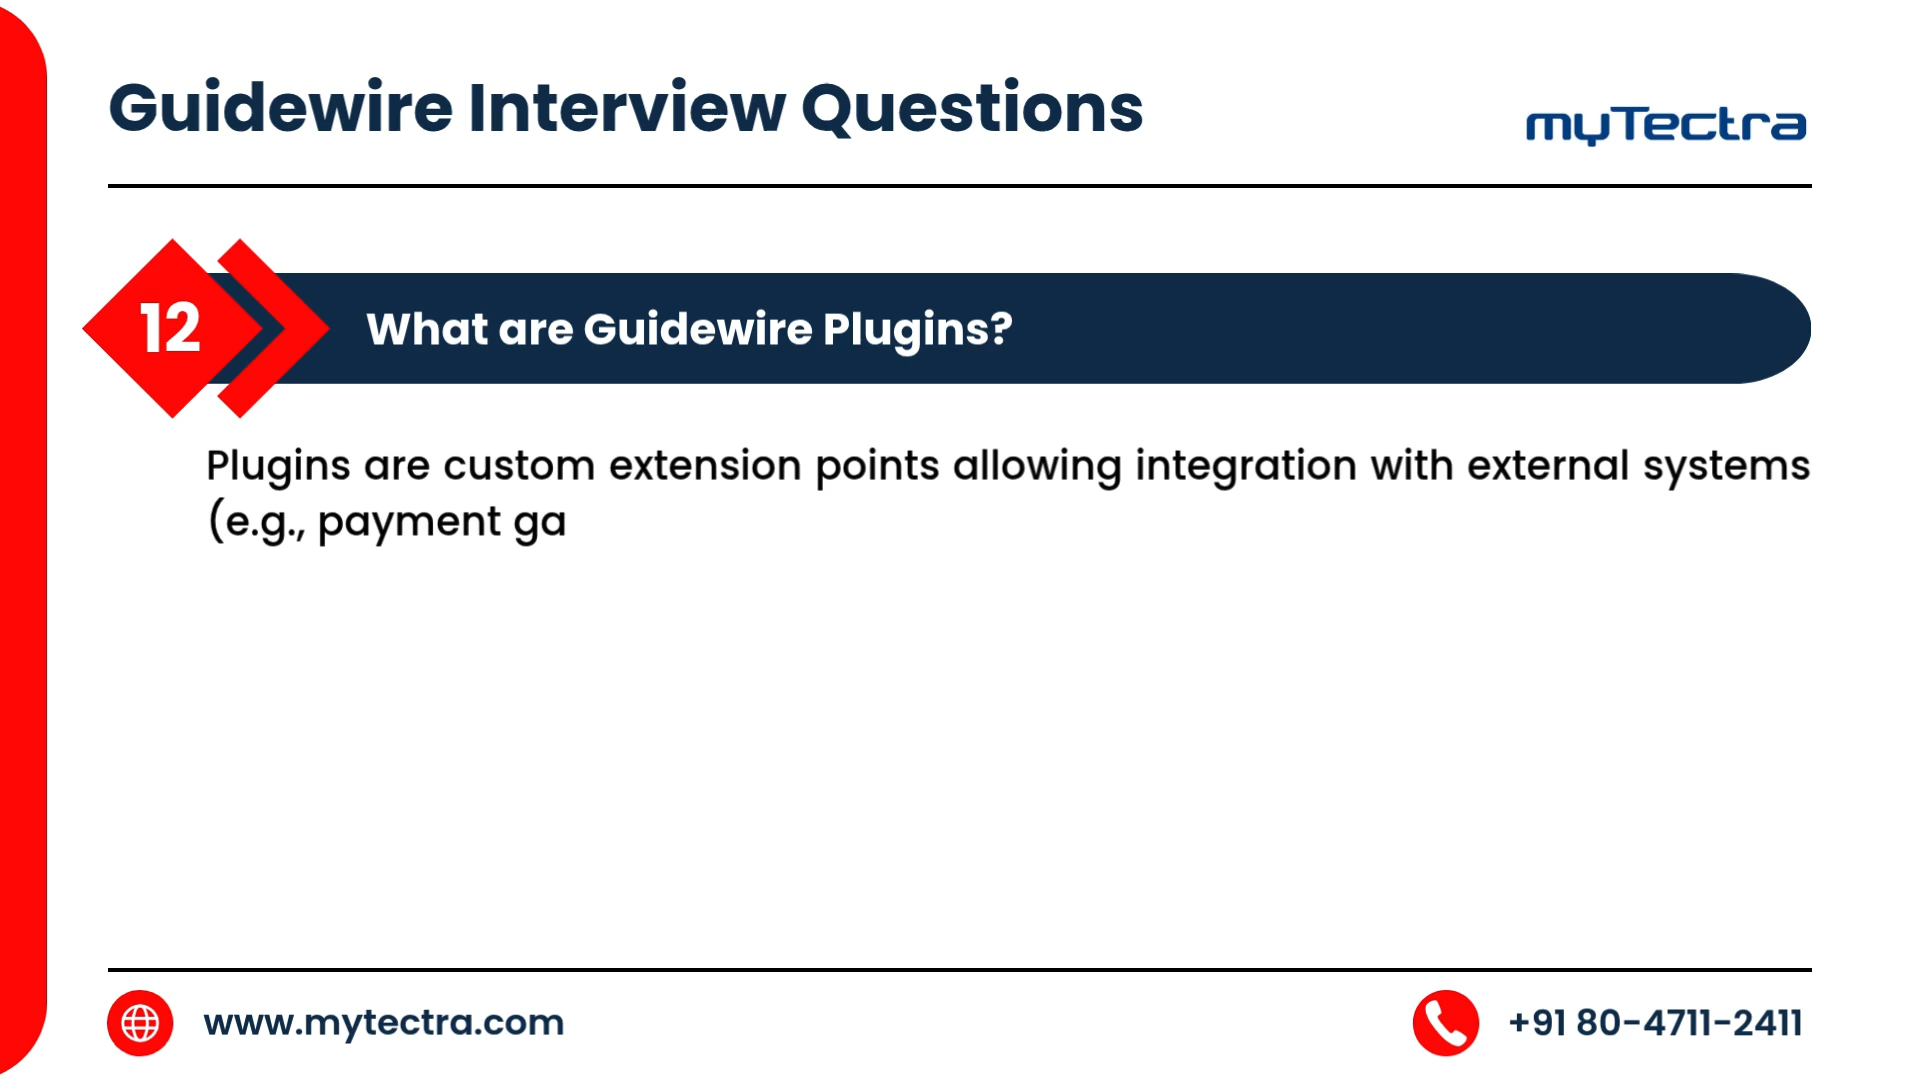 Guidewire Interview Questions
myTectra
12
What are Guidewire Plugins?
Plugins are custom extension points allowing integration with external systems
(e.g., payment ga
www.mytectra.com
+91 80-4711-2411